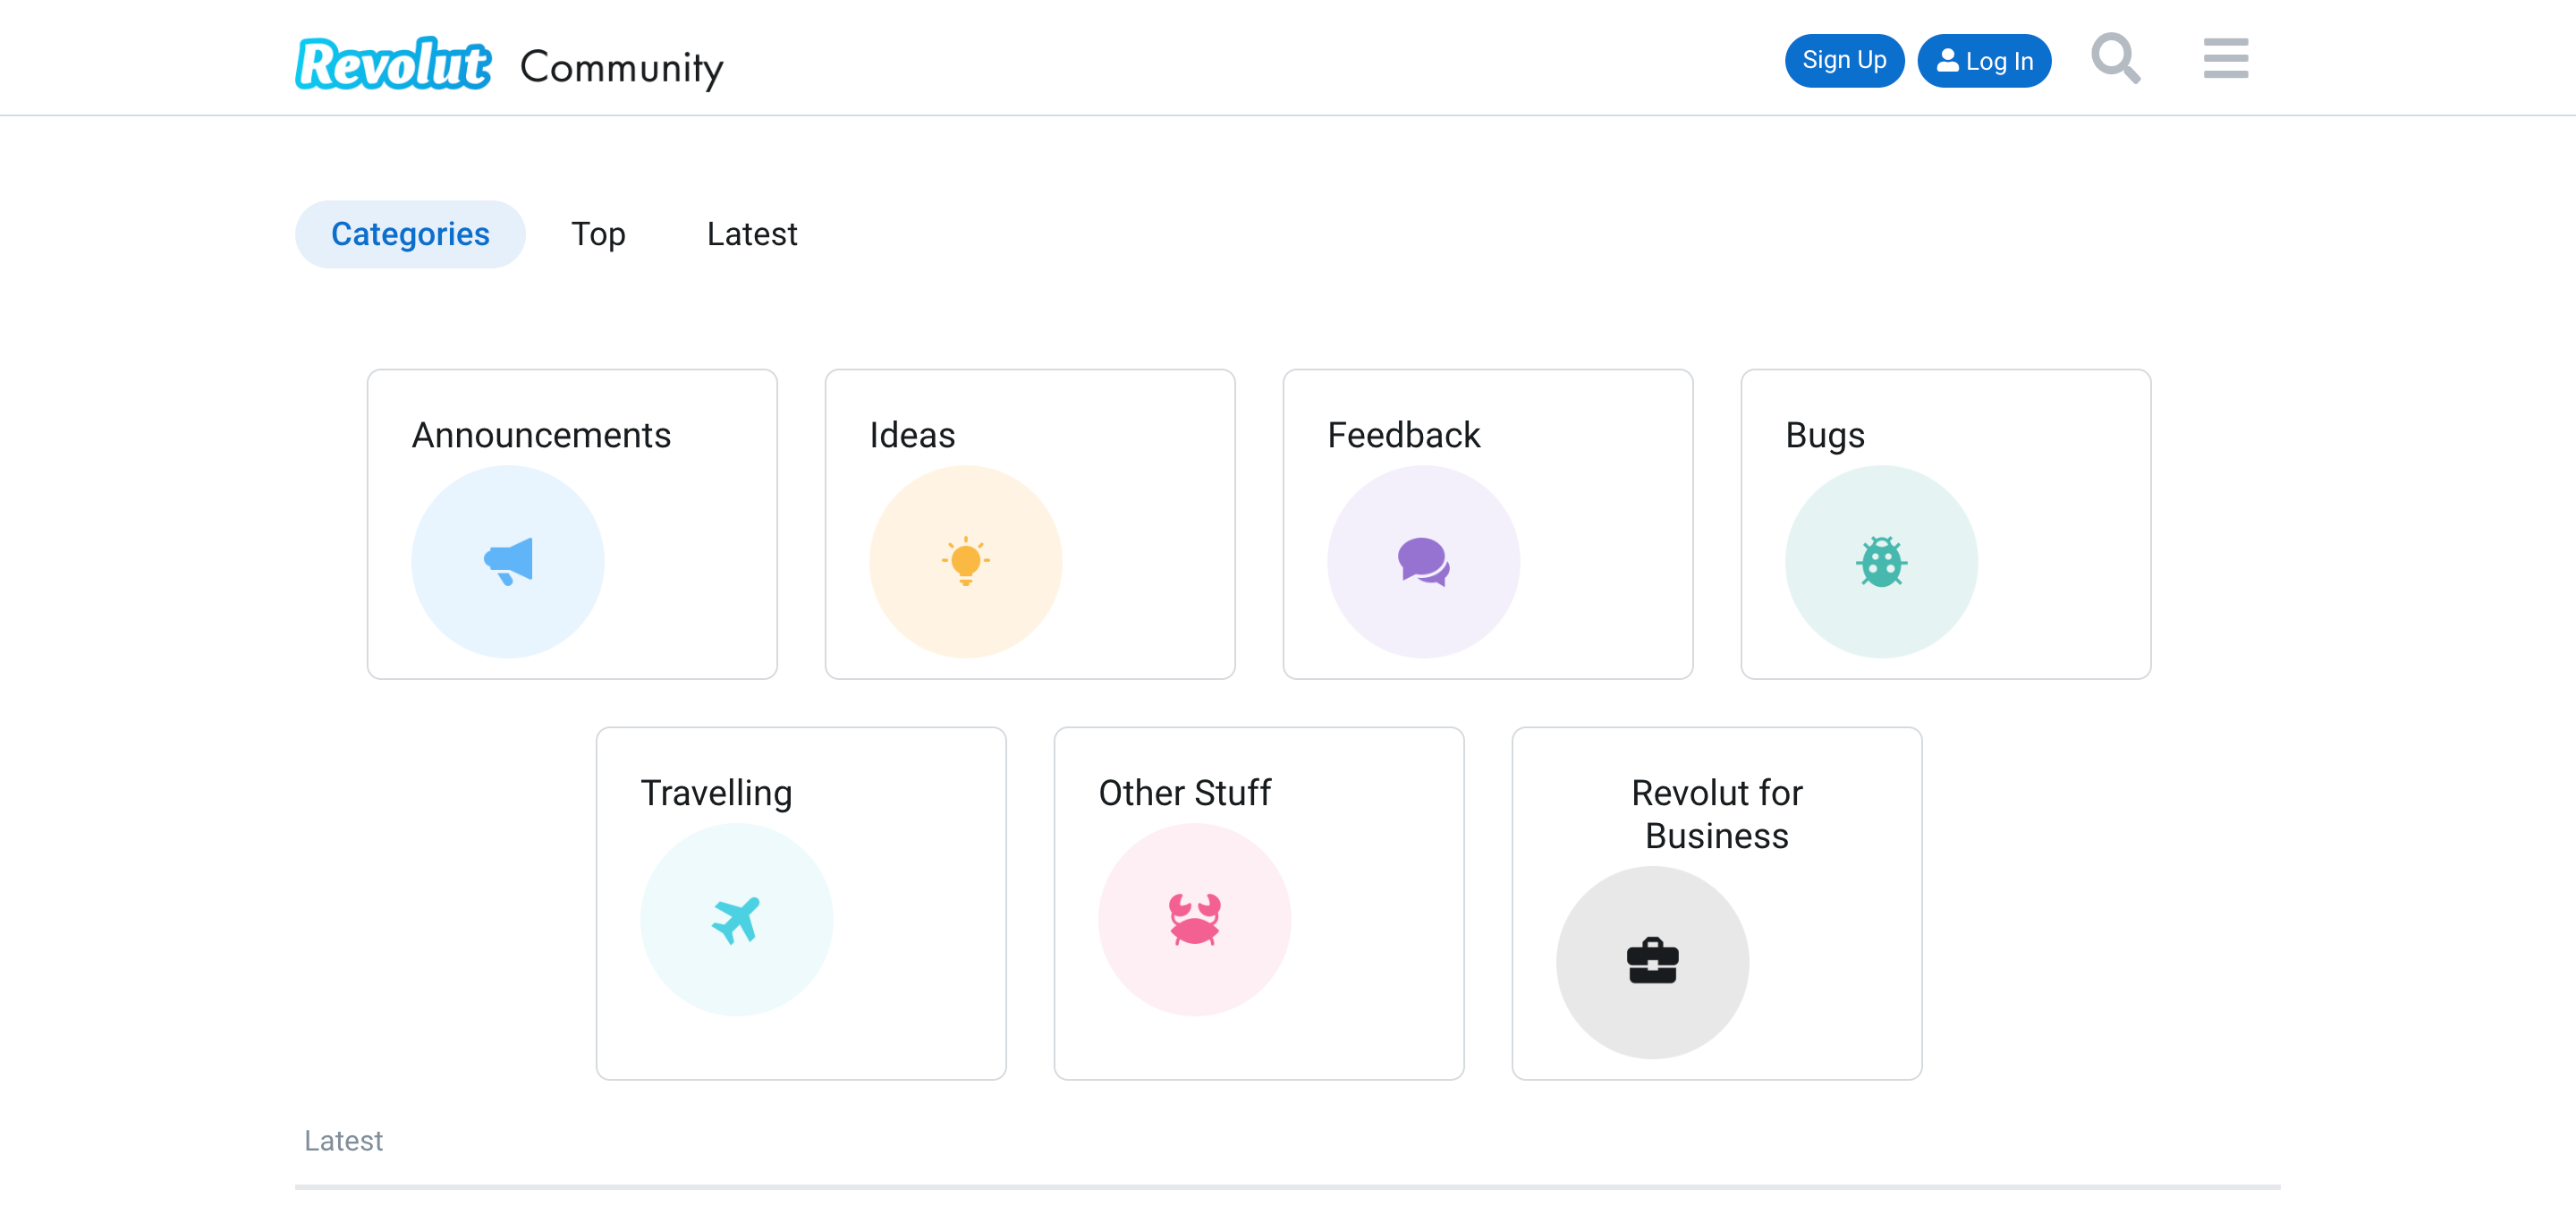 Revolut Community
Sign Up
Log In
Categories
Top
Latest
Announcements
Ideas
Feedback
Bugs
Travelling
Other Stuff
Revolut for
Business
Latest